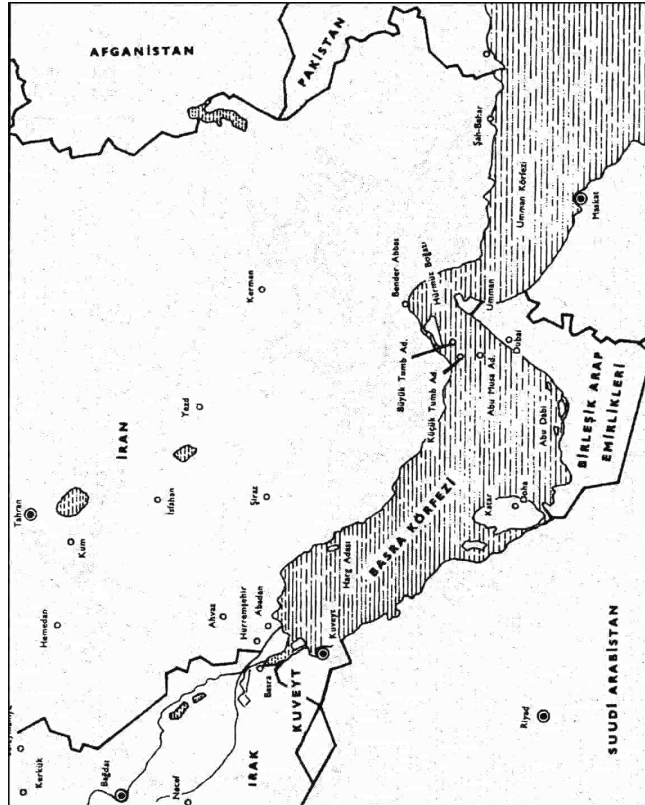 AFGANİSTAN
PAKİSTAN
Şah-Bahar
Umman Körfezi
Maskat
Bender Abbas
Hürmüz Boğazı
Umman
Kerman
Büyük Tumb Ad.
Küçük Tumb Ad.
Abu Musa Ad.
Dubai
Yezd
İRAN
Abu Dabi
BİRLEŞİK ARAP
EMİRLİKLERİ
Tahran
Isfahan
Şiraz
BASRA KÖRFEZİ
Katar
Doha
Kum
Harg Adası
Hemedan
Ahvaz
Hurremşehir
Abadan
Kuveyt
Basra
KUVEYT
SUUDİ ARABİSTAN
Riyad
Kerkük
Bağdat
Necef
IRAK